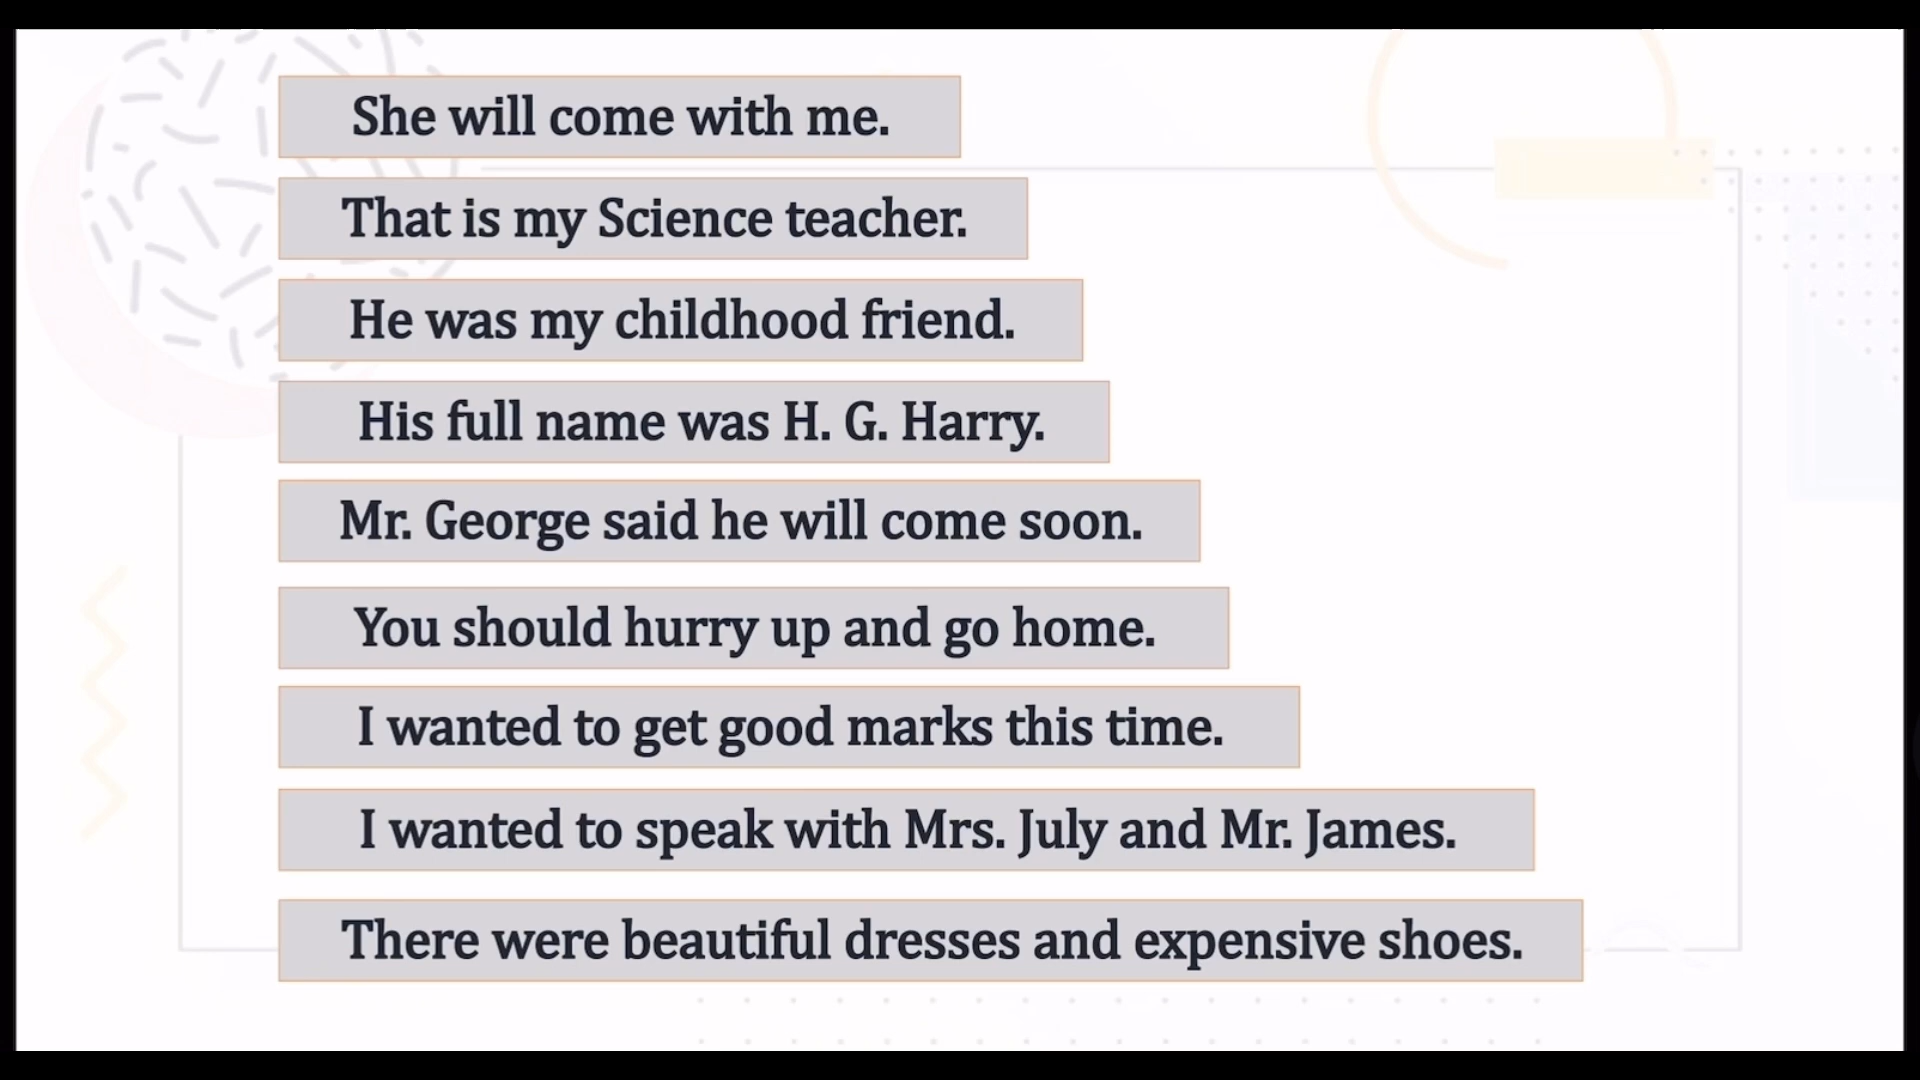 She will come with me.
That is my Science teacher.
He was my childhood friend.
His full name was H. G. Harry.
Mr. George said he will come soon.
You should hurry up and go home.
I wanted to get good marks this time.
I wanted to speak with Mrs. July and Mr. James.
There were beautiful dresses and expensive shoes.